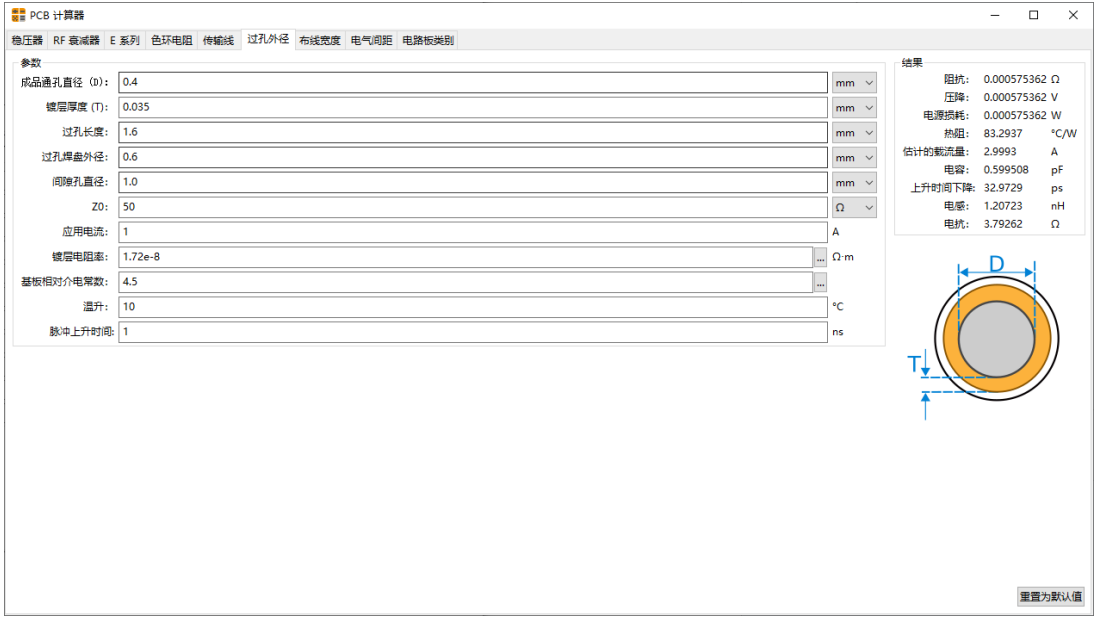 PCB 计算器
稳压器 RF 衰减器 E 系列 色环电阻 传输线 过孔外径 布线宽度 电气间距 电路板类别
参数
成品通孔直径 (D): 0.4 mm
镀层厚度 (T): 0.035 mm
过孔长度: 1.6 mm
过孔焊盘外径: 0.6 mm
间隙孔直径: 1.0 mm
Z0: 50 Ω
应用电流: 1 A
镀层电阻率: 1.72e-8 ... Ω·m
基板相对介电常数: 4.5 ...
温升: 10 °C
脉冲上升时间: 1 ns
结果
阻抗: 0.000575362 Ω
压降: 0.000575362 V
电源损耗: 0.000575362 W
热阻: 83.2937 °C/W
估计的载流量: 2.9993 A
电容: 0.599508 pF
上升时间下降: 32.9729 ps
电感: 1.20723 nH
电抗: 3.79262 Ω
D
T
重置为默认值